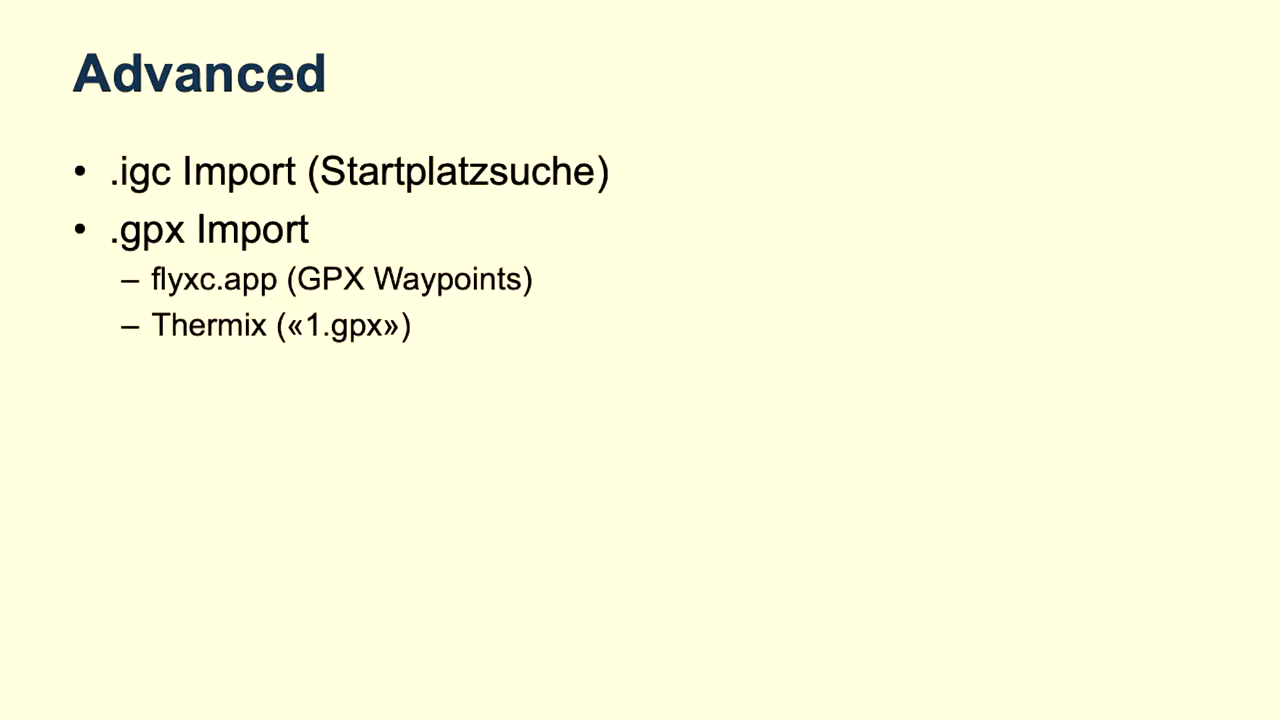 Advanced
• .igc Import (Startplatzsuche)
• .gpx Import
– flyxc.app (GPX Waypoints)
– Thermix («1.gpx»)